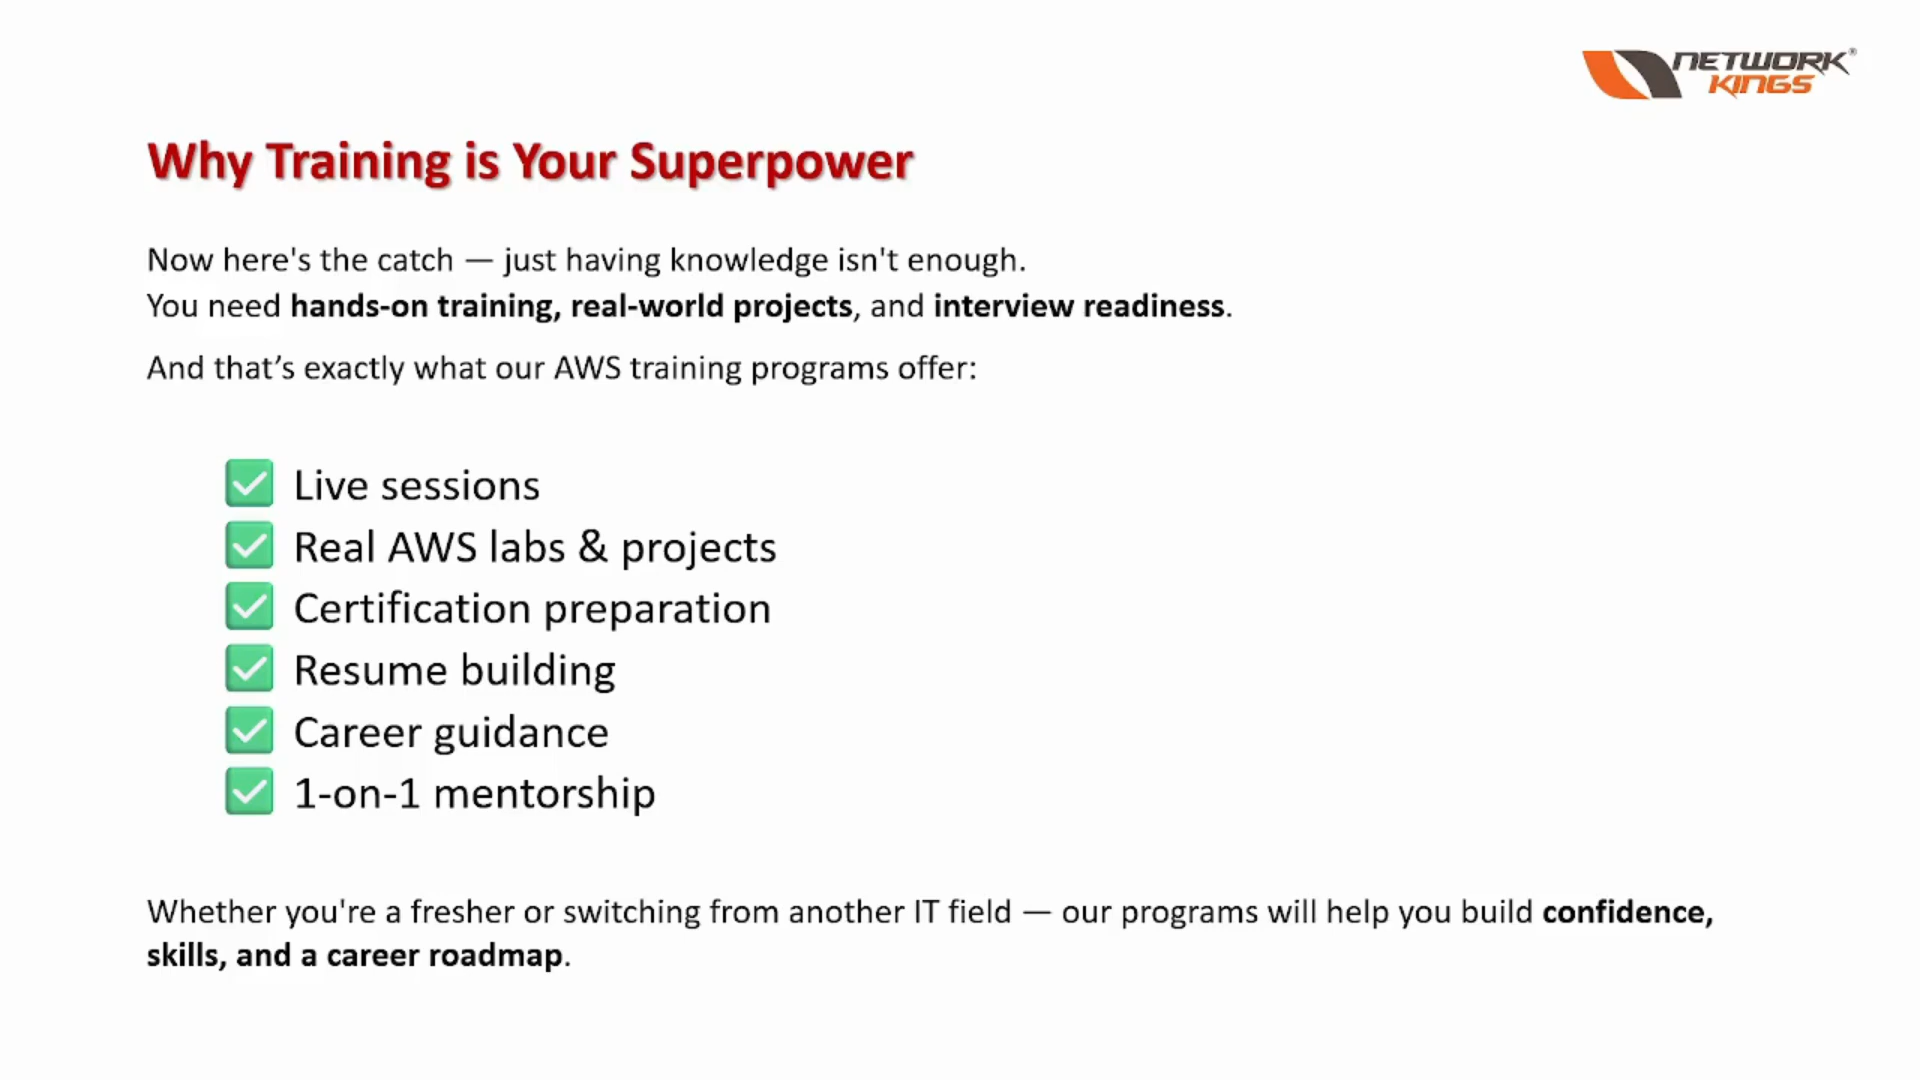 NETWORK®
KINGS
Why Training is Your Superpower
Now here's the catch — just having knowledge isn't enough.
You need hands-on training, real-world projects, and interview readiness.
And that’s exactly what our AWS training programs offer:
✅ Live sessions
✅ Real AWS labs & projects
✅ Certification preparation
✅ Resume building
✅ Career guidance
✅ 1-on-1 mentorship
Whether you're a fresher or switching from another IT field — our programs will help you build confidence,
skills, and a career roadmap.